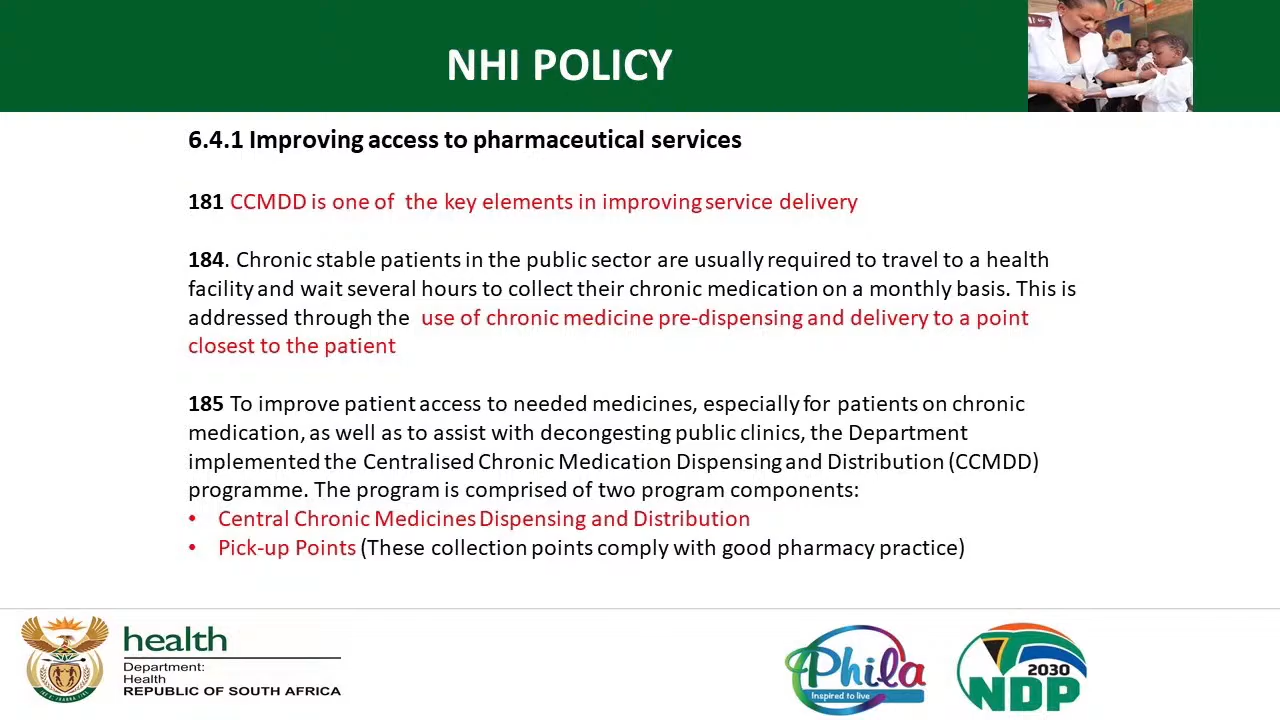 NHI POLICY
6.4.1 Improving access to pharmaceutical services
181 CCMDD is one of the key elements in improving service delivery
184. Chronic stable patients in the public sector are usually required to travel to a health
facility and wait several hours to collect their chronic medication on a monthly basis. This is
addressed through the use of chronic medicine pre-dispensing and delivery to a point
closest to the patient
185 To improve patient access to needed medicines, especially for patients on chronic
medication, as well as to assist with decongesting public clinics, the Department
implemented the Centralised Chronic Medication Dispensing and Distribution (CCMDD)
programme. The program is comprised of two program components:
• Central Chronic Medicines Dispensing and Distribution
• Pick-up Points (These collection points comply with good pharmacy practice)
health
Department:
Health
REPUBLIC OF SOUTH AFRICA
Phila
Inspired to live
2030
NDP